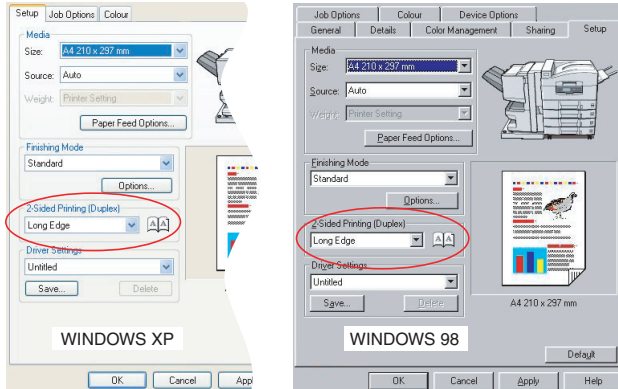 Setup Job Options Colour
Media
Size: A4 210 x 297 mm
Source: Auto
Weight: Printer Setting
Paper Feed Options...
Finishing Mode
Standard
Options...
2-Sided Printing (Duplex)
Long Edge
A A
Driver Settings
Untitled
Save... Delete
WINDOWS XP
OK Cancel Appl
Job Options Colour Device Options
General Details Color Management Sharing Setup
Media
Size: A4 210 x 297 mm
Source: Auto
Weight: Printer Setting
Paper Feed Options...
Finishing Mode
Standard
Options...
2-Sided Printing (Duplex)
Long Edge
A A
Driver Settings
Untitled
Save... Delete
A4 210 x 297 mm
WINDOWS 98
Default
OK Cancel Apply Help